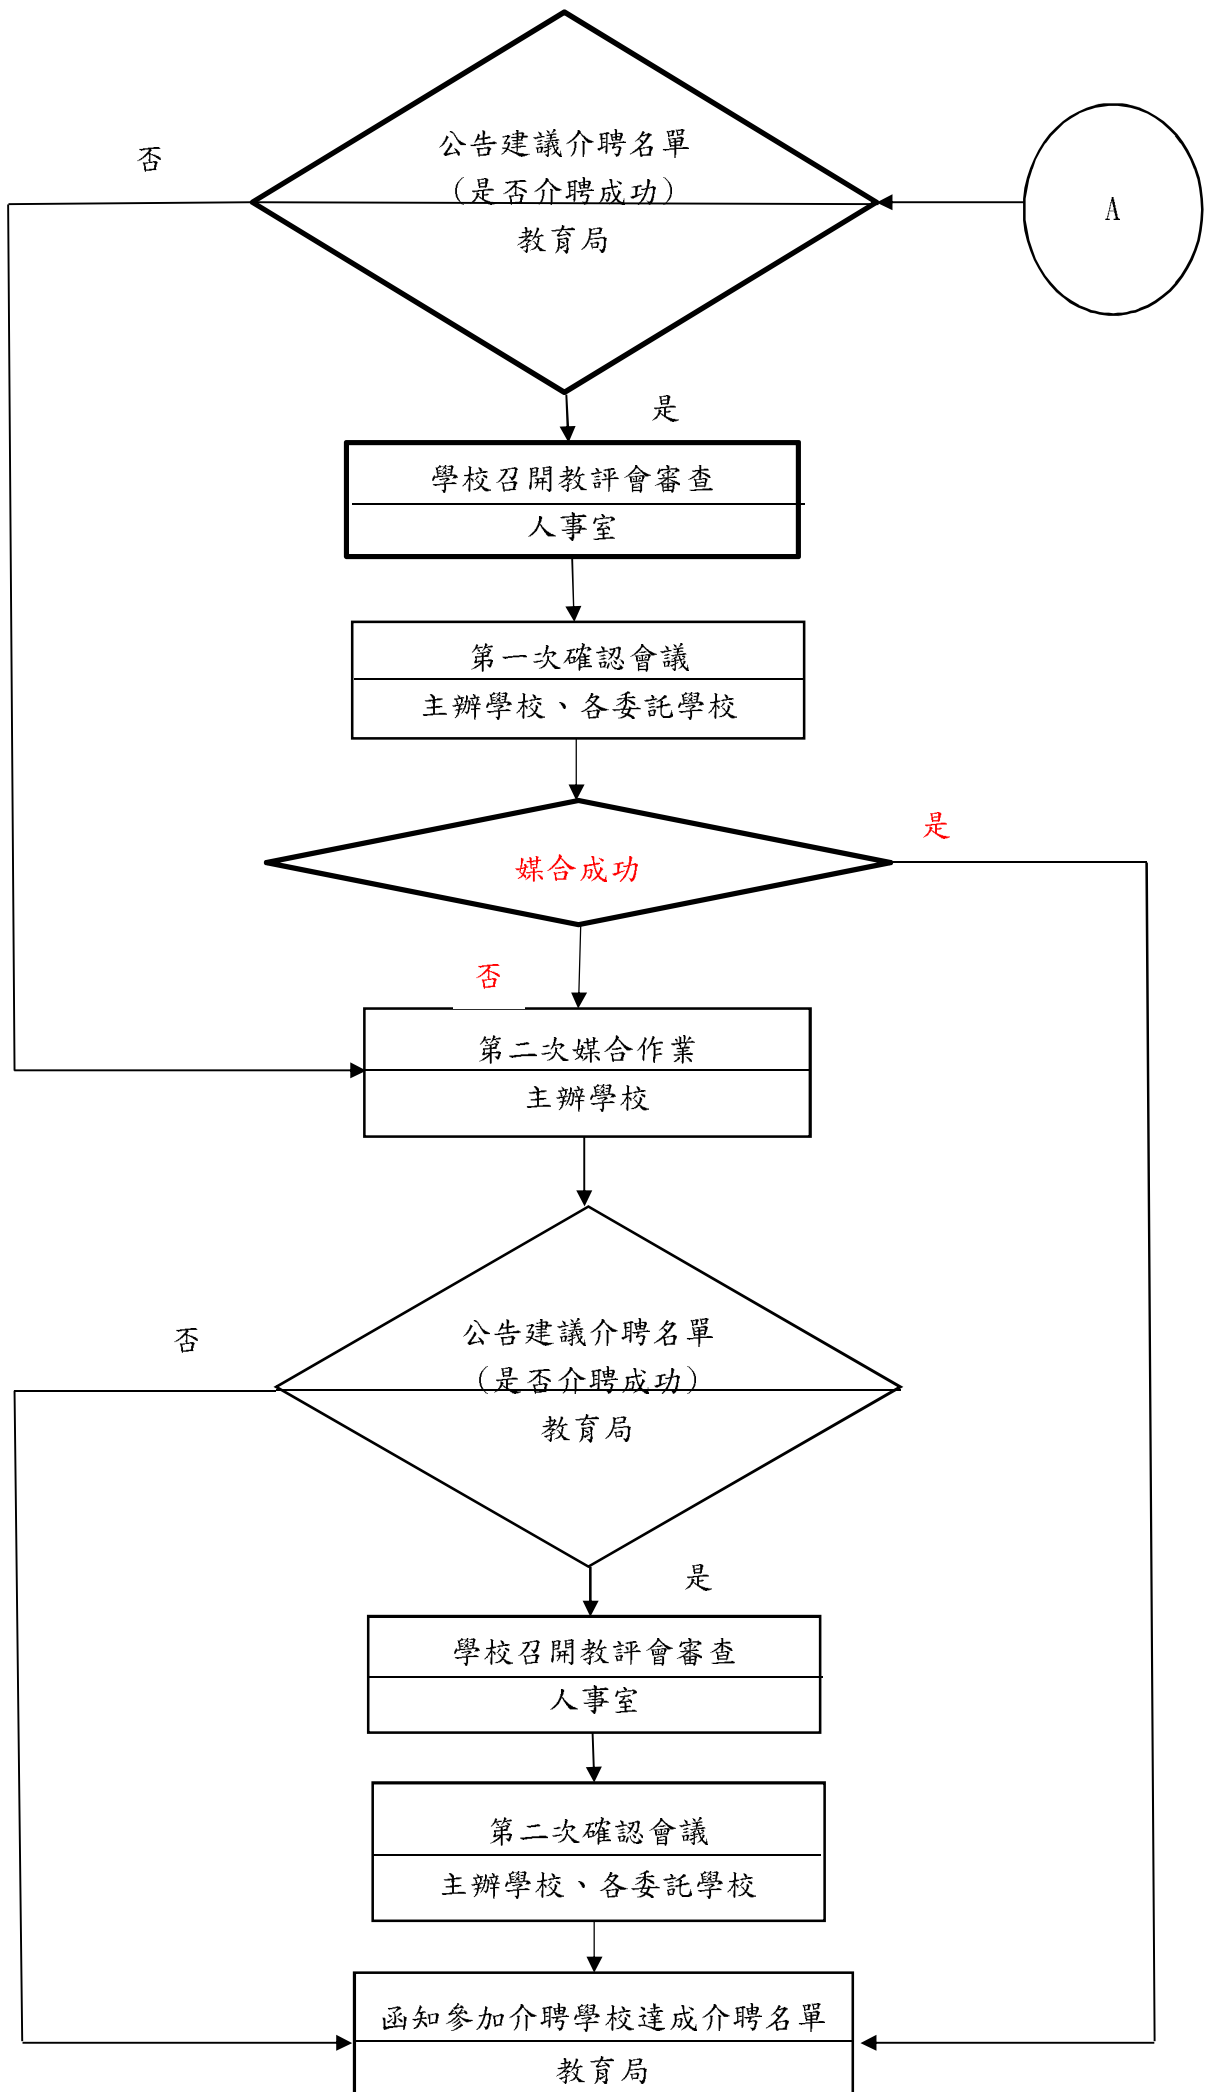 公告建議介聘名單
否
(是否介聘成功)
A
教育局
是
學校召開教評會審查
人事室
第一次確認會議
主辦學校、各委託學校
是
媒合成功
否
第二次媒合作業
主辦學校
公告建議介聘名單
否
(是否介聘成功)
教育局
是
學校召開教評會審查
人事室
第二次確認會議
主辦學校、各委託學校
函知參加介聘學校達成介聘名單
教育局